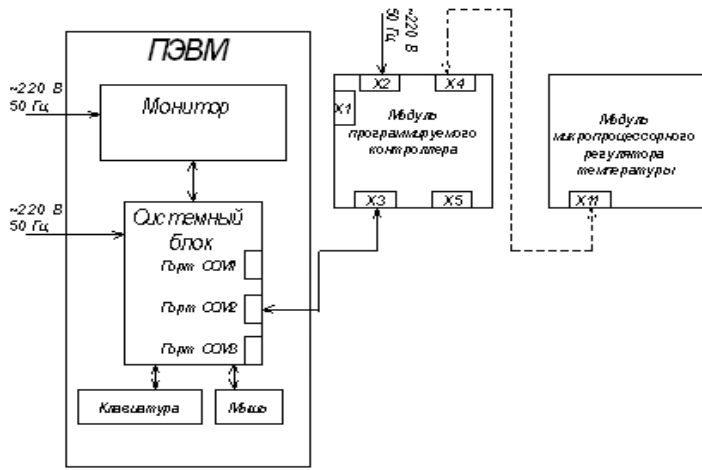 ПЭВМ
~220 В
50 Гц
Монитор
~220 В
50 Гц
Системный
блок
Порт COM1
Порт COM2
Порт COM3
Клавиатура
Мышь
~220 В
50 Гц
X2
X4
X1
Модуль
программируемого
контроллера
X3
X5
Модуль
микропроцессорного
регулятора
температуры
X11